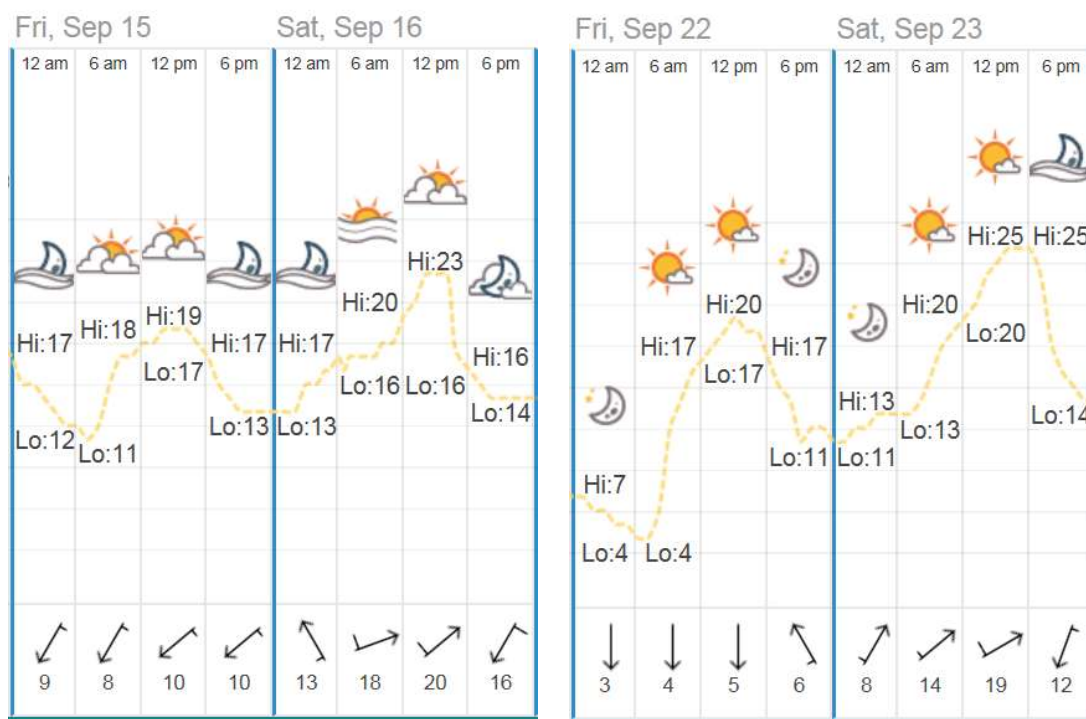 Fri, Sep 15 Sat, Sep 16
12 am 6 am 12 pm 6 pm 12 am 6 am 12 pm 6 pm
Hi:17 Hi:18 Hi:19 Hi:17 Hi:17 Hi:20 Hi:23 Hi:16
Lo:12 Lo:11 Lo:17 Lo:13 Lo:13 Lo:16 Lo:16 Lo:14
9 8 10 10 13 18 20 16
Fri, Sep 22 Sat, Sep 23
12 am 6 am 12 pm 6 pm 12 am 6 am 12 pm 6 pm
Hi:7 Hi:17 Hi:20 Hi:17 Hi:13 Hi:20 Hi:25 Hi:25
Lo:4 Lo:4 Lo:17 Lo:11 Lo:11 Lo:13 Lo:20 Lo:14
3 4 5 6 8 14 19 12